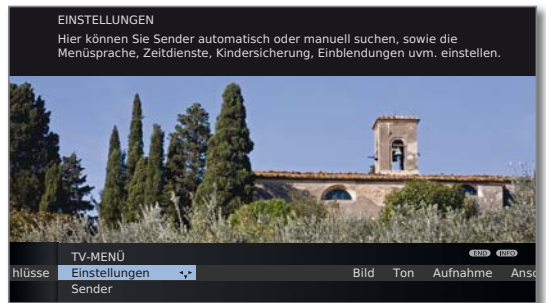 EINSTELLUNGEN
Hier können Sie Sender automatisch oder manuell suchen, sowie die
Menüsprache, Zeitdienste, Kindersicherung, Einblendungen uvm. einstellen.
TV-MENÜ END INFO
hlüsse Einstellungen Bild Ton Aufnahme Ansc
Sender